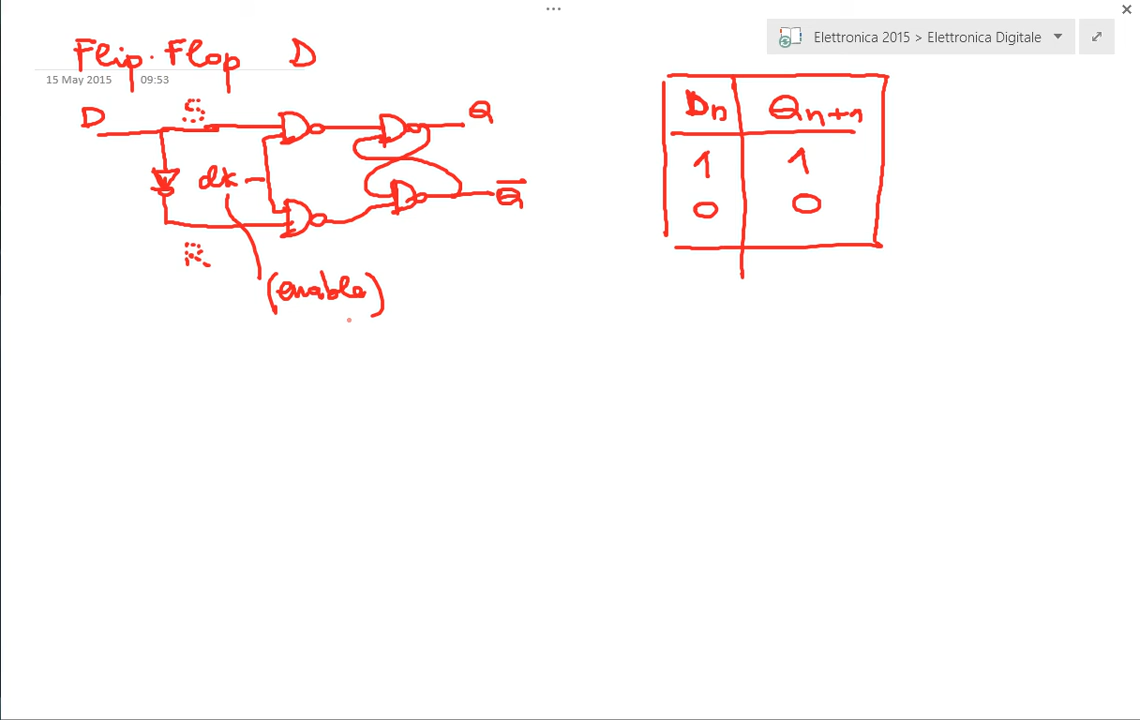 Elettronica 2015 > Elettronica Digitale
Flip-Flop D
15 May 2015 09:53
D S Q
clk
Q
R
(enable)
Dn Qn+1
1 1
0 0